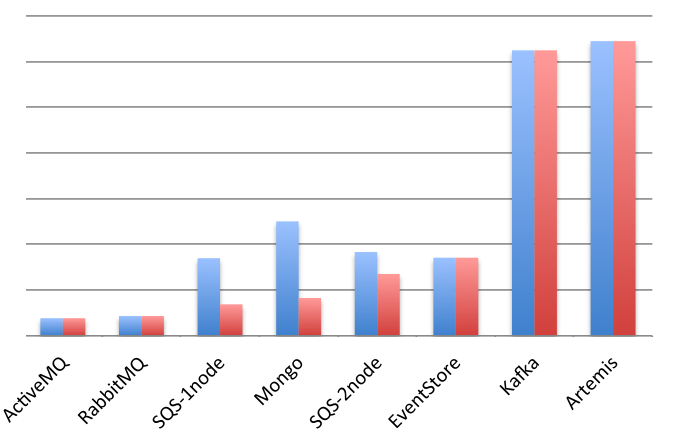 ActiveMQ
RabbitMQ
SQS-1node
Mongo
SQS-2node
EventStore
Kafka
Artemis